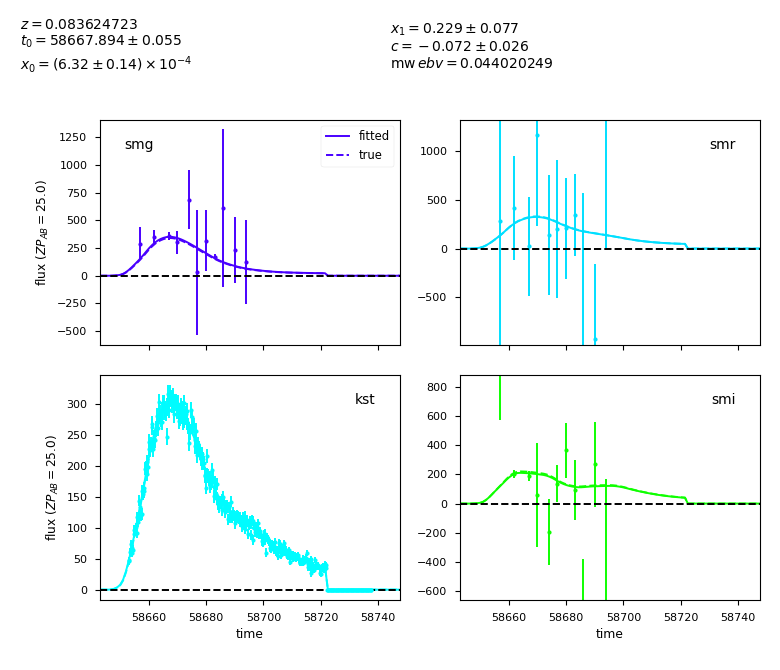 z = 0.083624723
t₀ = 58667.894 ± 0.055
x₀ = (6.32 ± 0.14) × 10⁻⁴
x₁ = 0.229 ± 0.077
c = −0.072 ± 0.026
mw ebv = 0.044020249
smg
fitted
true
1250
1000
750
500
250
0
−250
−500
flux (ZP_AB = 25.0)
smr
1000
500
0
−500
kst
300
250
200
150
100
50
0
flux (ZP_AB = 25.0)
58660 58680 58700 58720 58740
time
smi
800
600
400
200
0
−200
−400
−600
58660 58680 58700 58720 58740
time